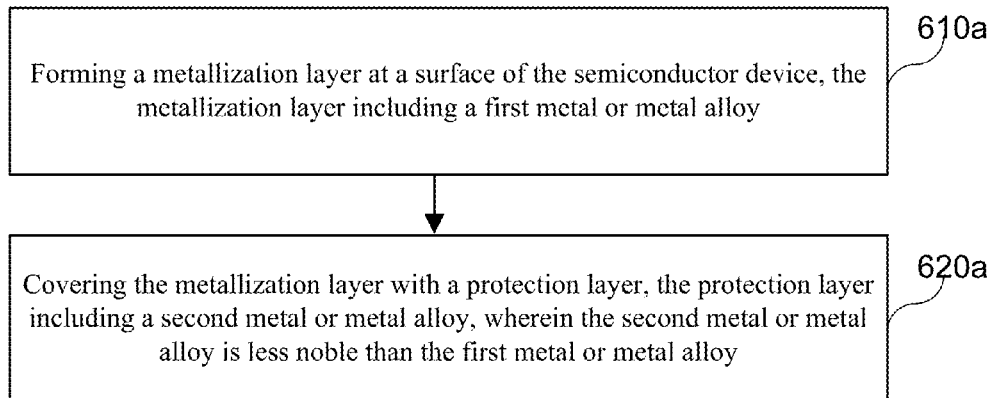 610a
Forming a metallization layer at a surface of the semiconductor device, the
metallization layer including a first metal or metal alloy
620a
Covering the metallization layer with a protection layer, the protection layer
including a second metal or metal alloy, wherein the second metal or metal
alloy is less noble than the first metal or metal alloy